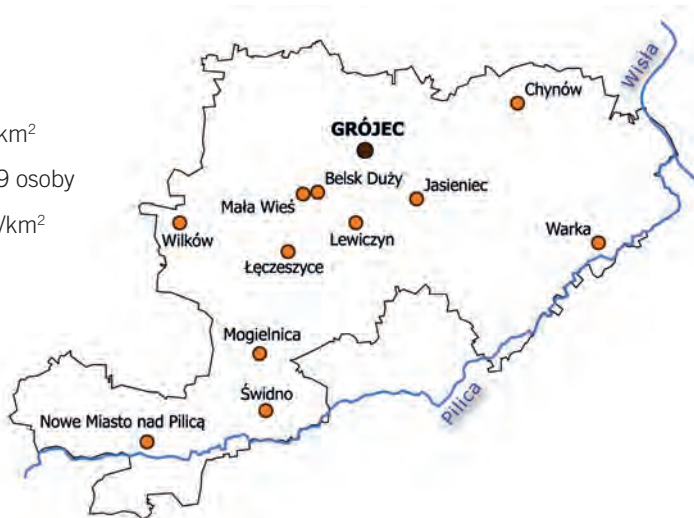 km²
9 osoby
/km²
Wisła
Chynów
GRÓJEC
Belsk Duży
Jasieniec
Mała Wieś
Wilków
Lewiczyn
Warka
Łęczeszyce
Mogielnica
Pilica
Świdno
Nowe Miasto nad Pilicą